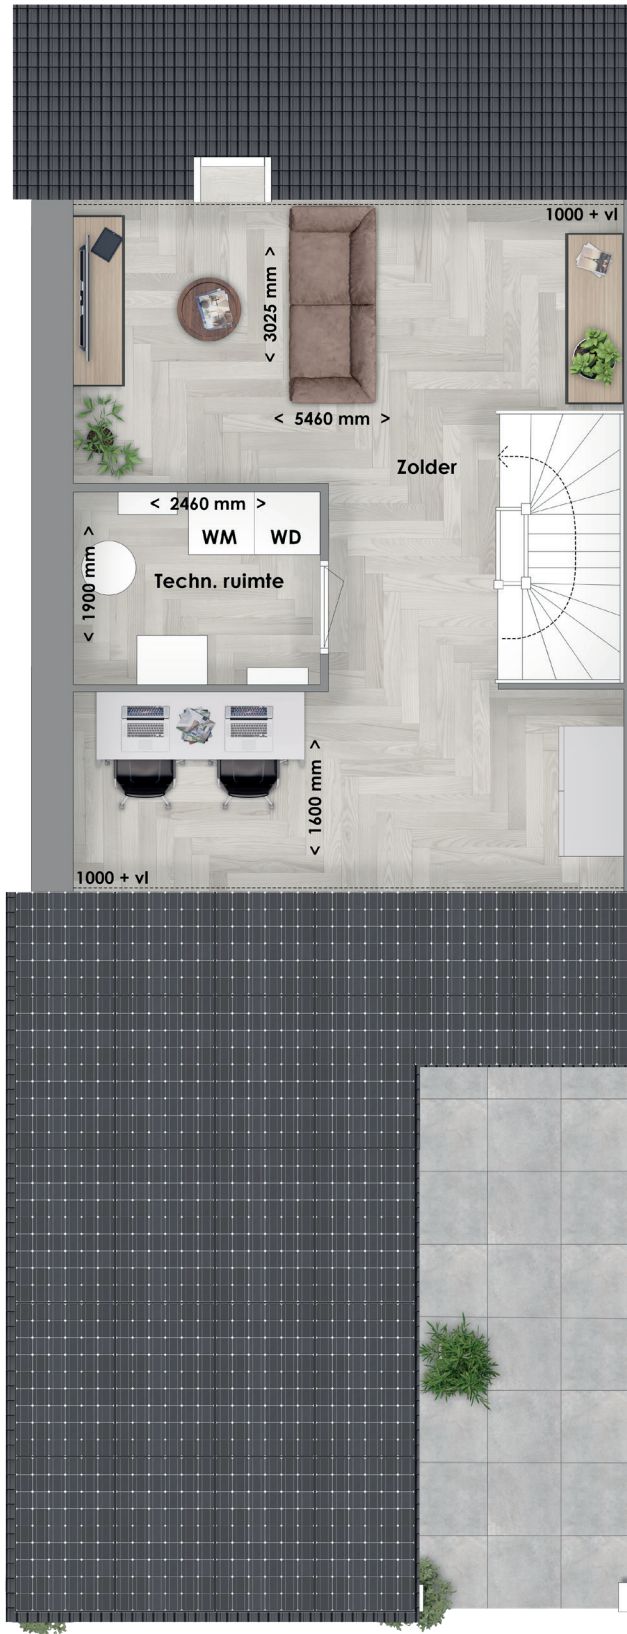 1000 + vl
< 3025 mm >
< 5460 mm >
Zolder
< 2460 mm >
WM WD
< 1900 mm >
Techn. ruimte
< 1600 mm >
1000 + vl